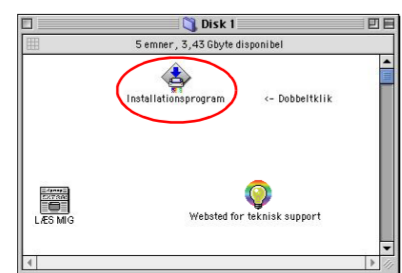 Disk 1
5 emner, 3,43 Gbyte disponibel
Installationsprogram
<- Dobbeltklik
LÆS MIG
Websted for teknisk support